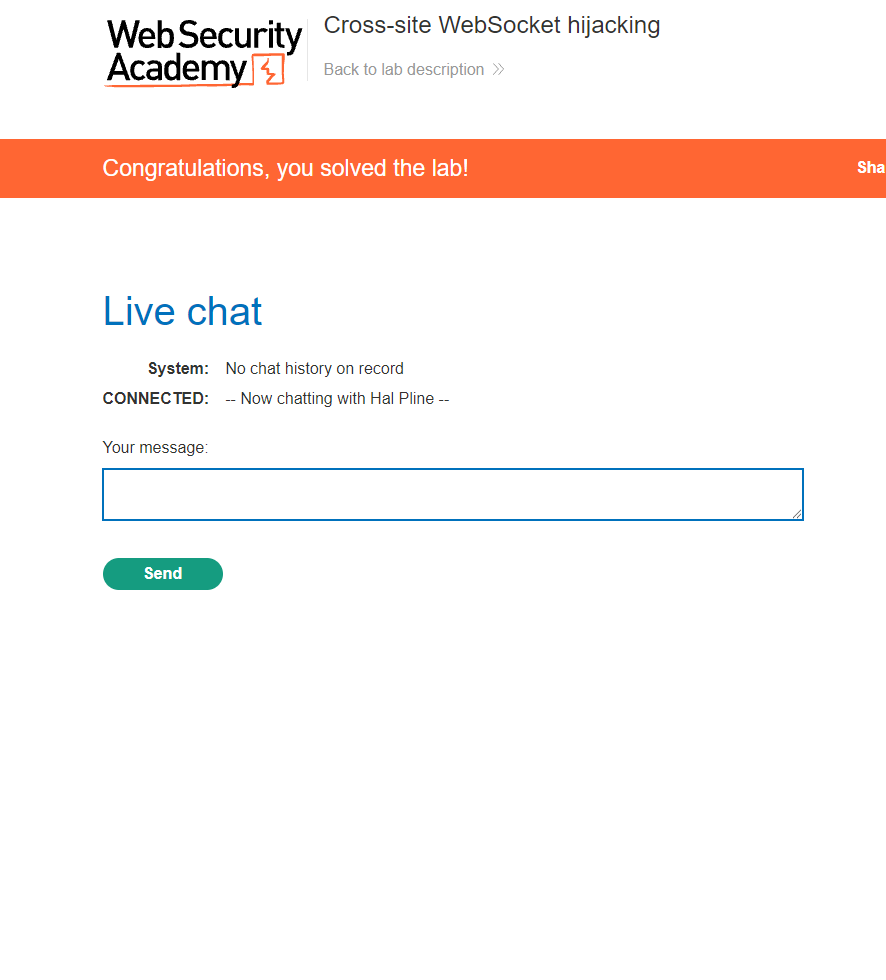 Web Security
Academy
Cross-site WebSocket hijacking
Back to lab description
Congratulations, you solved the lab!
Sha
Live chat
System: No chat history on record
CONNECTED: -- Now chatting with Hal Pline --
Your message:
Send